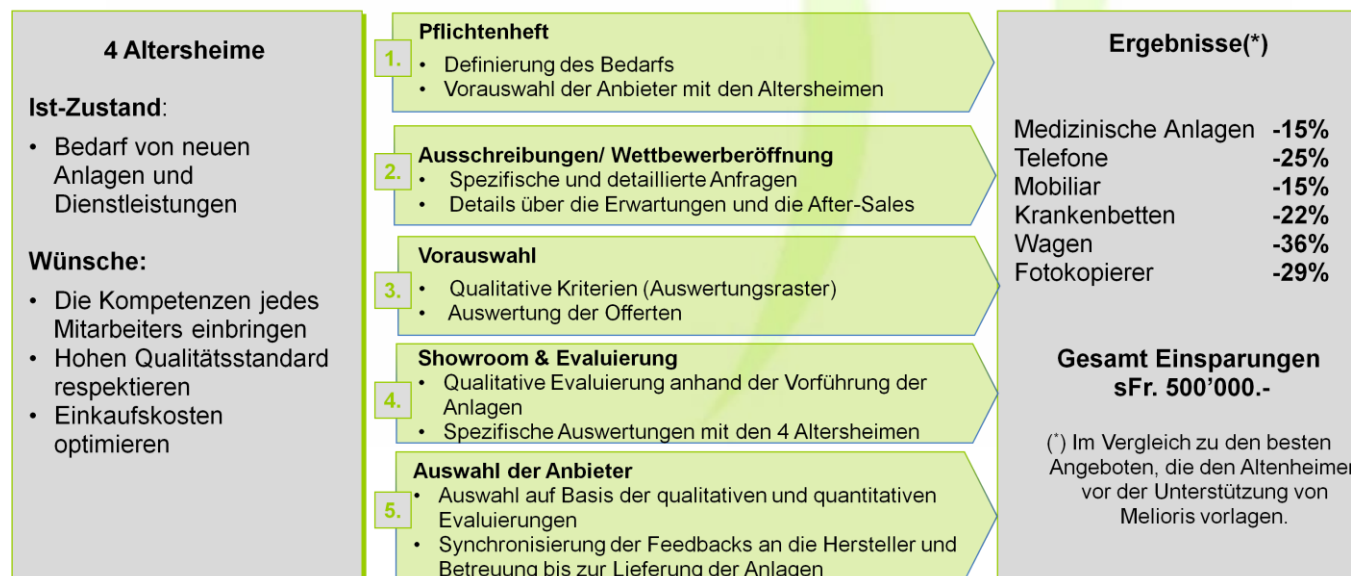 4 Altersheime
Ist-Zustand:
• Bedarf von neuen
Anlagen und
Dienstleistungen
Wünsche:
• Die Kompetenzen jedes
Mitarbeiters einbringen
• Hohen Qualitätsstandard
respektieren
• Einkaufskosten
optimieren
1.
Pflichtenheft
• Definierung des Bedarfs
• Vorauswahl der Anbieter mit den Altersheimen
2.
Ausschreibungen/ Wettbewerberöffnung
• Spezifische und detaillierte Anfragen
• Details über die Erwartungen und die After-Sales
3.
Vorauswahl
• Qualitative Kriterien (Auswertungsraster)
• Auswertung der Offerten
4.
Showroom & Evaluierung
• Qualitative Evaluierung anhand der Vorführung der
Anlagen
• Spezifische Auswertungen mit den 4 Altersheimen
5.
Auswahl der Anbieter
• Auswahl auf Basis der qualitativen und quantitativen
Evaluierungen
• Synchronisierung der Feedbacks an die Hersteller und
Betreuung bis zur Lieferung der Anlagen
Ergebnisse(*)
Medizinische Anlagen -15%
Telefone -25%
Mobiliar -15%
Krankenbetten -22%
Wagen -36%
Fotokopierer -29%
Gesamt Einsparungen
sFr. 500'000.-
(*) Im Vergleich zu den besten
Angeboten, die den Altenheimen
vor der Unterstützung von
Melioris vorlagen.